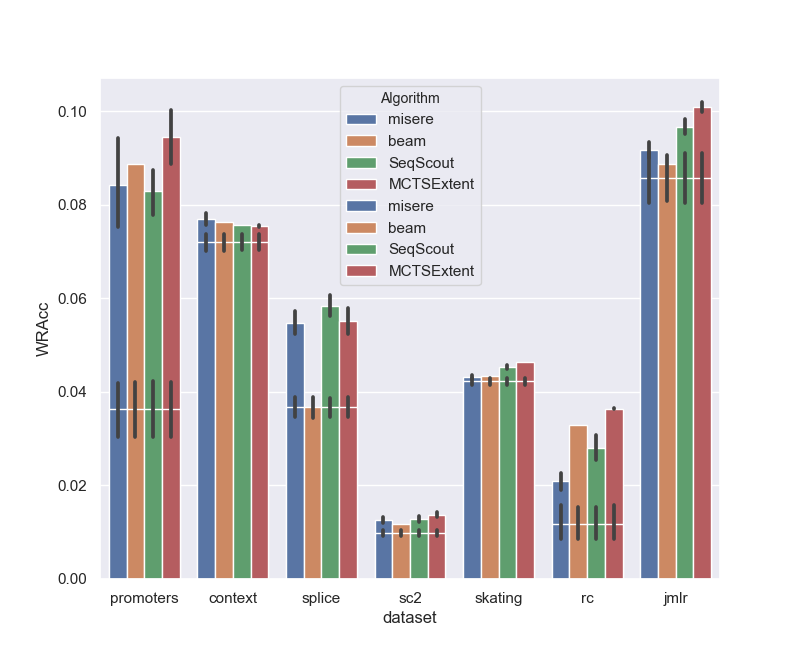 Algorithm
misere
beam
SeqScout
MCTSExtent
misere
beam
SeqScout
MCTSExtent
WRAcc
0.10
0.08
0.06
0.04
0.02
0.00
promoters context splice sc2 skating rc jmlr
dataset